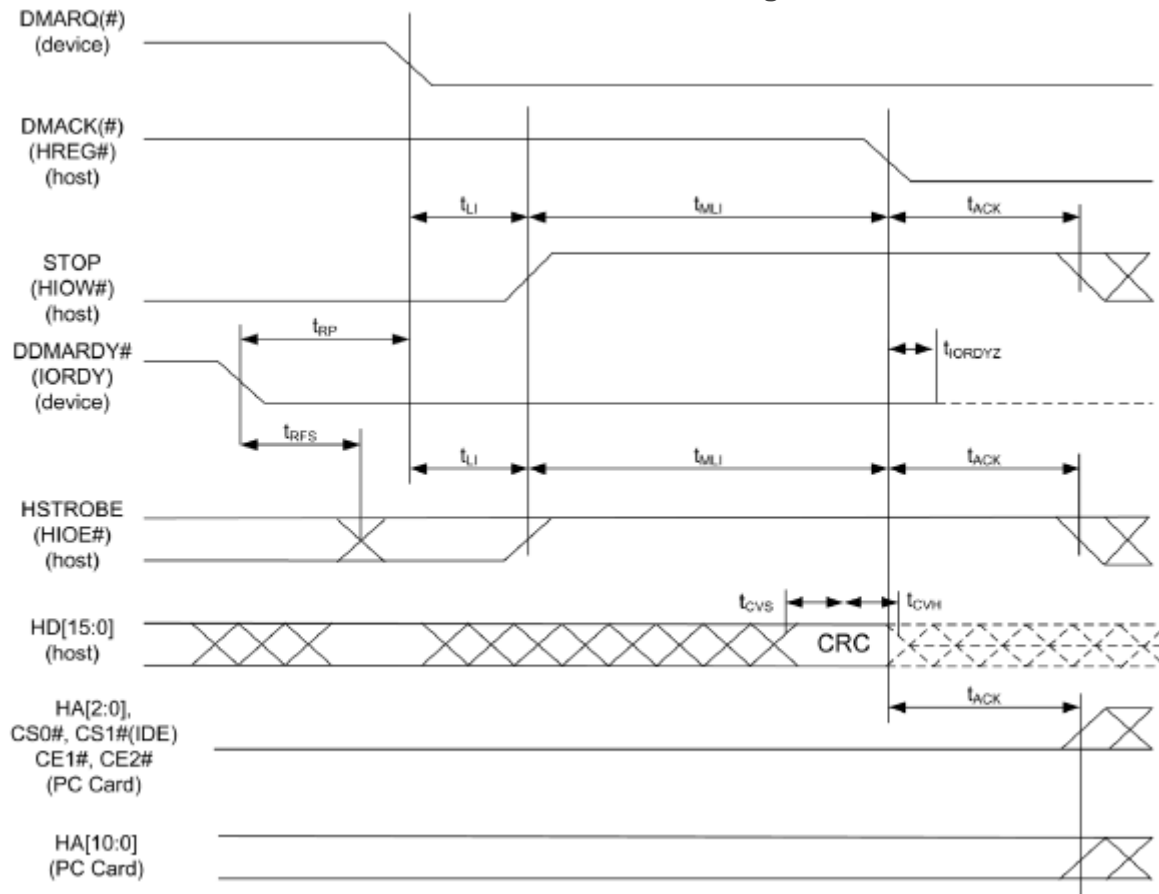 g
DMARQ(#)
(device)
DMACK(#)
(HREG#)
(host)
tLI
tMLI
tACK
STOP
(HIOW#)
(host)
tRP
DDMARDY#
(IORDY)
(device)
tIORDYZ
tRFS
tLI
tMLI
tACK
HSTROBE
(HIOE#)
(host)
tCVS
tCVH
HD[15:0]
(host)
CRC
HA[2:0],
CS0#, CS1#(IDE)
CE1#, CE2#
(PC Card)
tACK
HA[10:0]
(PC Card)